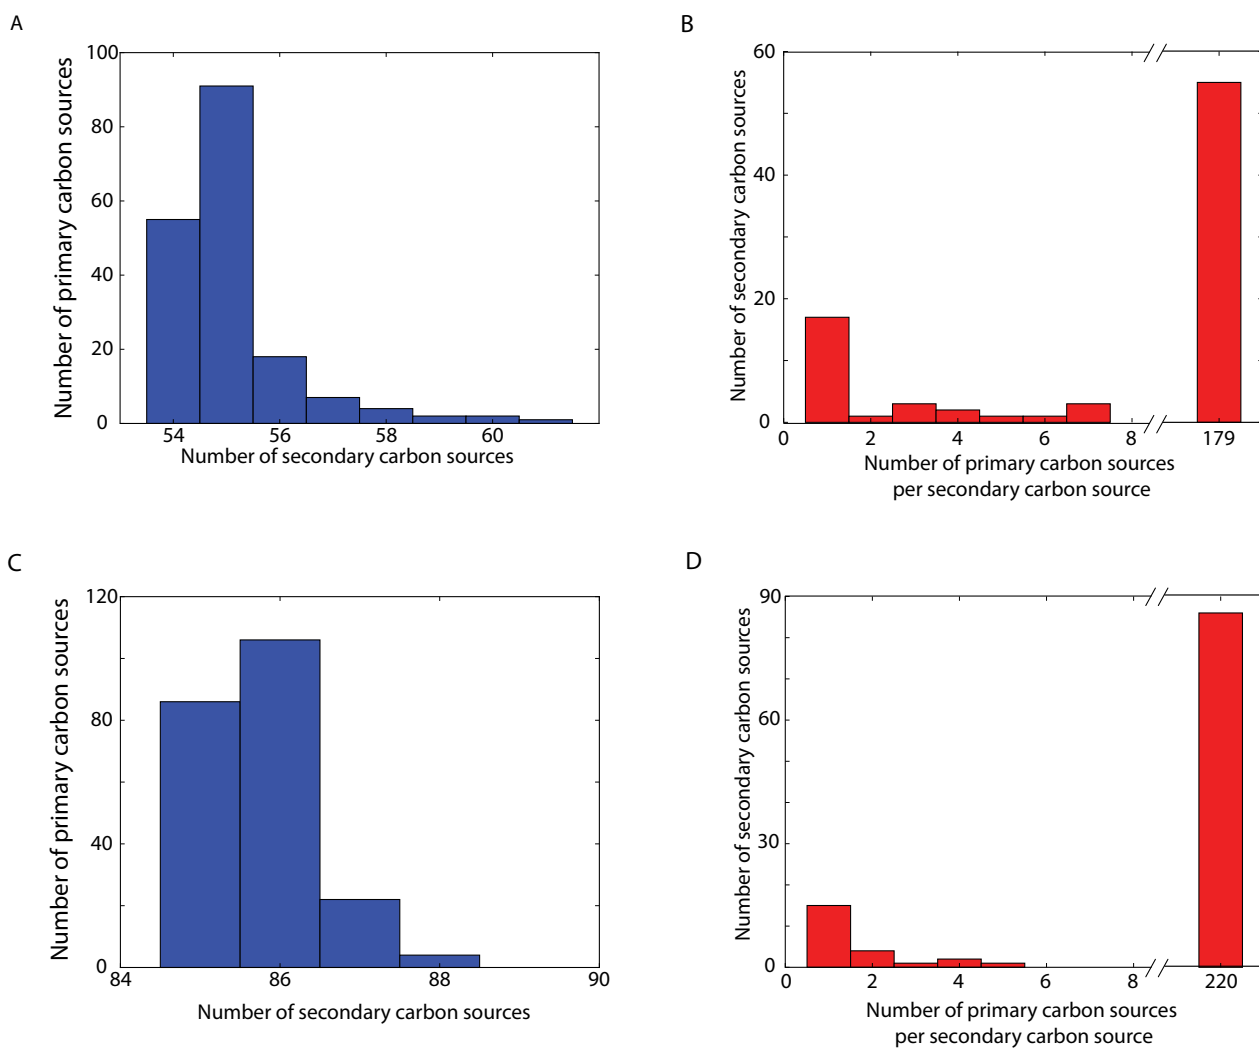 A
Number of primary carbon sources
100
80
60
40
20
0
54 56 58 60
Number of secondary carbon sources
B
Number of secondary carbon sources
60
40
20
0
0 2 4 6 8 179
Number of primary carbon sources
per secondary carbon source
C
Number of primary carbon sources
120
80
40
0
84 86 88 90
Number of secondary carbon sources
D
Number of secondary carbon sources
90
60
30
0
0 2 4 6 8 220
Number of primary carbon sources
per secondary carbon source